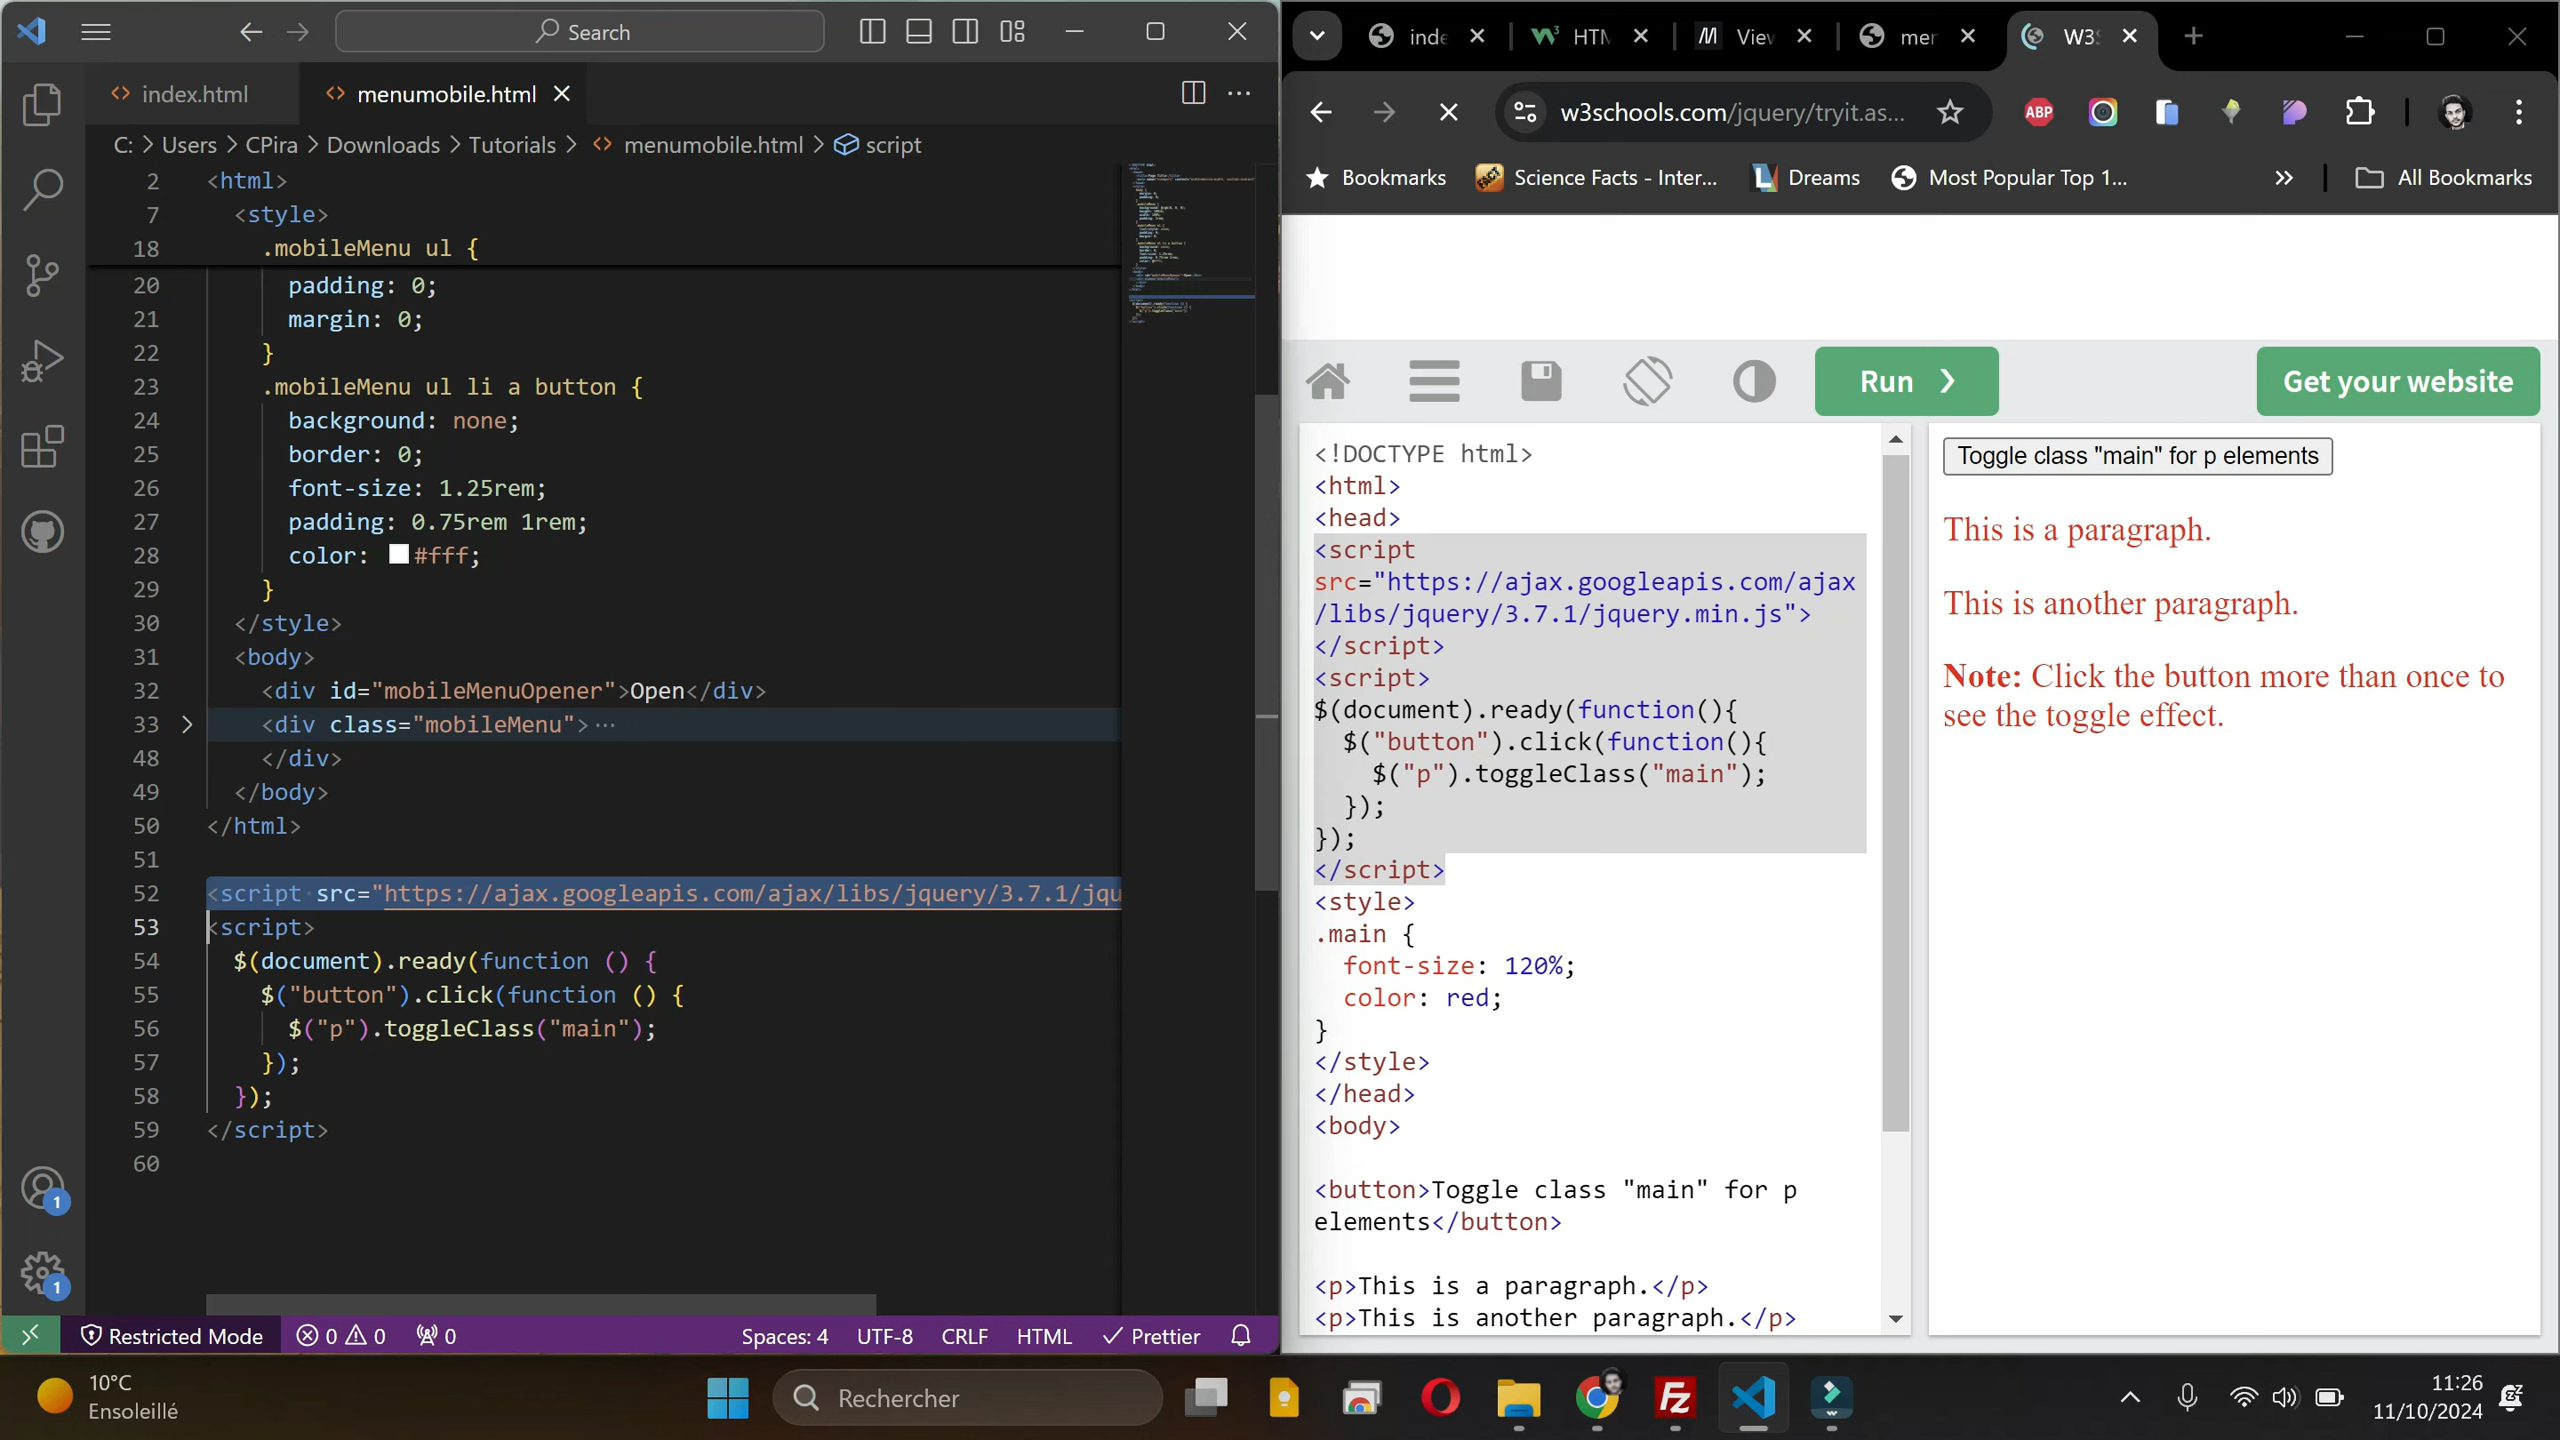 Search
index.html
menumobile.html
C: > Users > CPira > Downloads > Tutorials > menumobile.html > script
2 <html>
7 <style>
18 .mobileMenu ul {
20 padding: 0;
21 margin: 0;
22 }
23 .mobileMenu ul li a button {
24 background: none;
25 border: 0;
26 font-size: 1.25rem;
27 padding: 0.75rem 1rem;
28 color: #fff;
29 }
30 </style>
31 <body>
32 <div id="mobileMenuOpener">Open</div>
33 <div class="mobileMenu">⋯
48 </div>
49 </body>
50 </html>
51
52 <script src="https://ajax.googleapis.com/ajax/libs/jquery/3.7.1/jqu
53 <script>
54 $(document).ready(function () {
55 $("button").click(function () {
56 $("p").toggleClass("main");
57 });
58 });
59 </script>
60
1
1
Restricted Mode
0 0
0
Spaces: 4
UTF-8
CRLF
HTML
Prettier
inde
HTM
Viev
mer
W3S
w3schools.com/jquery/tryit.as...
ABP
Bookmarks
Science Facts - Inter...
Dreams
Most Popular Top 1...
All Bookmarks
Run ❯
Get your website
<!DOCTYPE html>
<html>
<head>
<script
src="https://ajax.googleapis.com/ajax
/libs/jquery/3.7.1/jquery.min.js">
</script>
<script>
$(document).ready(function(){
$("button").click(function(){
$("p").toggleClass("main");
});
});
</script>
<style>
.main {
font-size: 120%;
color: red;
}
</style>
</head>
<body>
<button>Toggle class "main" for p
elements</button>
<p>This is a paragraph.</p>
<p>This is another paragraph.</p>
Toggle class "main" for p elements
This is a paragraph.
This is another paragraph.
Note: Click the button more than once to
see the toggle effect.
10°C
Ensoleillé
Rechercher
Fz
11:26
11/10/2024